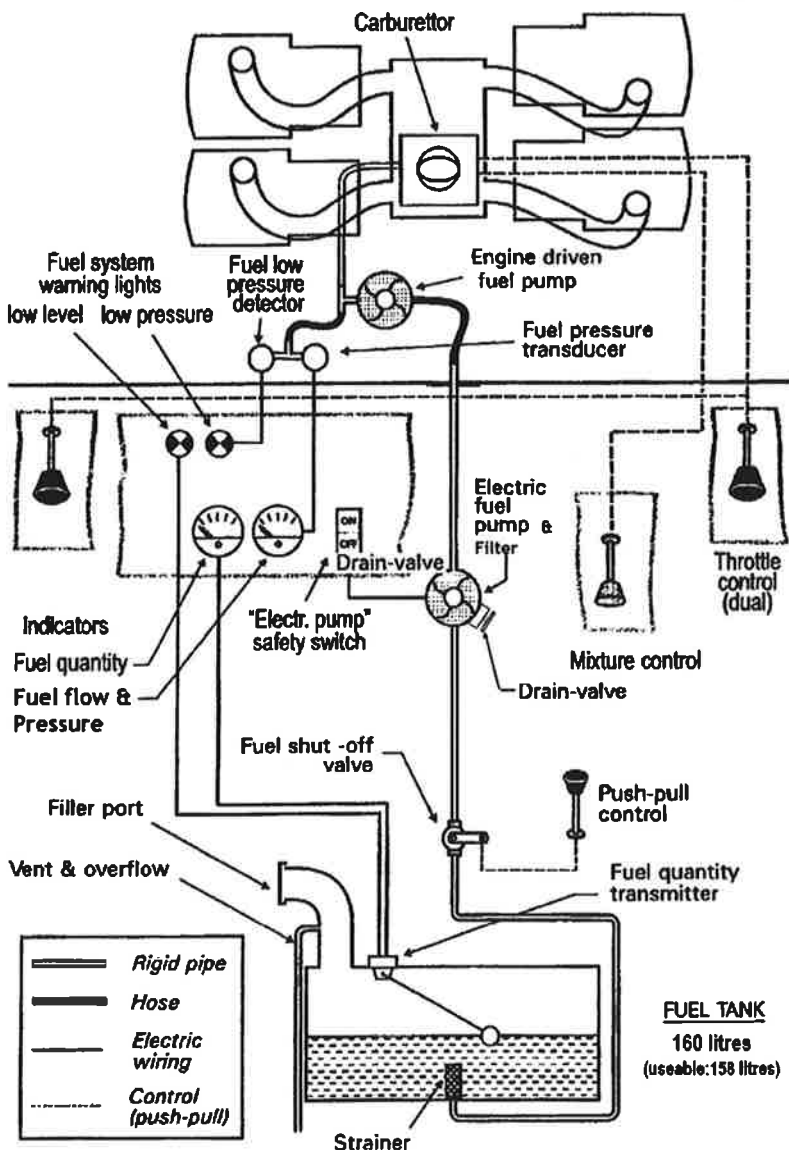 Carburettor
Engine driven
fuel pump
Fuel system
warning lights
low level low pressure
Fuel low
pressure
detector
Fuel pressure
transducer
ON
OFF
Drain-valve
"Electr. pump"
safety switch
Electric
fuel
pump &
Filter
Throttle
control
(dual)
Mixture control
Drain-valve
Indicators
Fuel quantity
Fuel flow &
Pressure
Fuel shut -off
valve
Push-pull
control
Filler port
Vent & overflow
Fuel quantity
transmitter
Rigid pipe
Hose
Electric
wiring
Control
(push-pull)
FUEL TANK
160 litres
(useable:158 litres)
Strainer